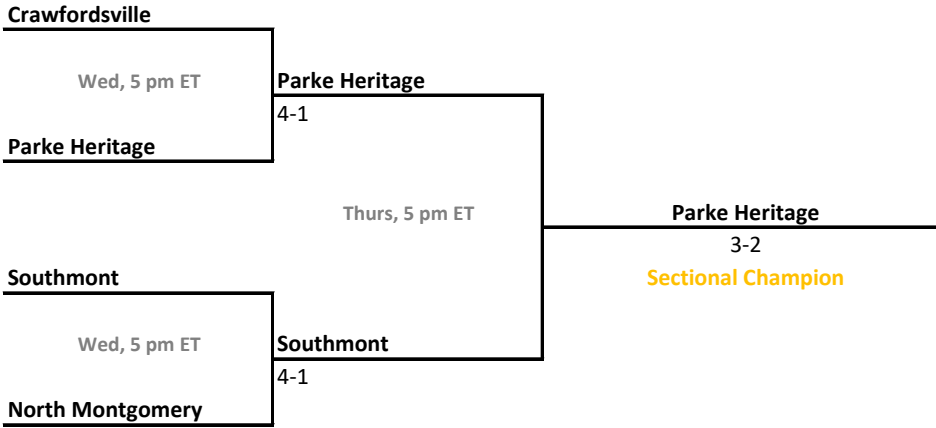 Crawfordsville
Wed, 5 pm ET
Parke Heritage
4-1
Parke Heritage
Thurs, 5 pm ET
Parke Heritage
3-2
Sectional Champion
Southmont
Wed, 5 pm ET
Southmont
4-1
North Montgomery